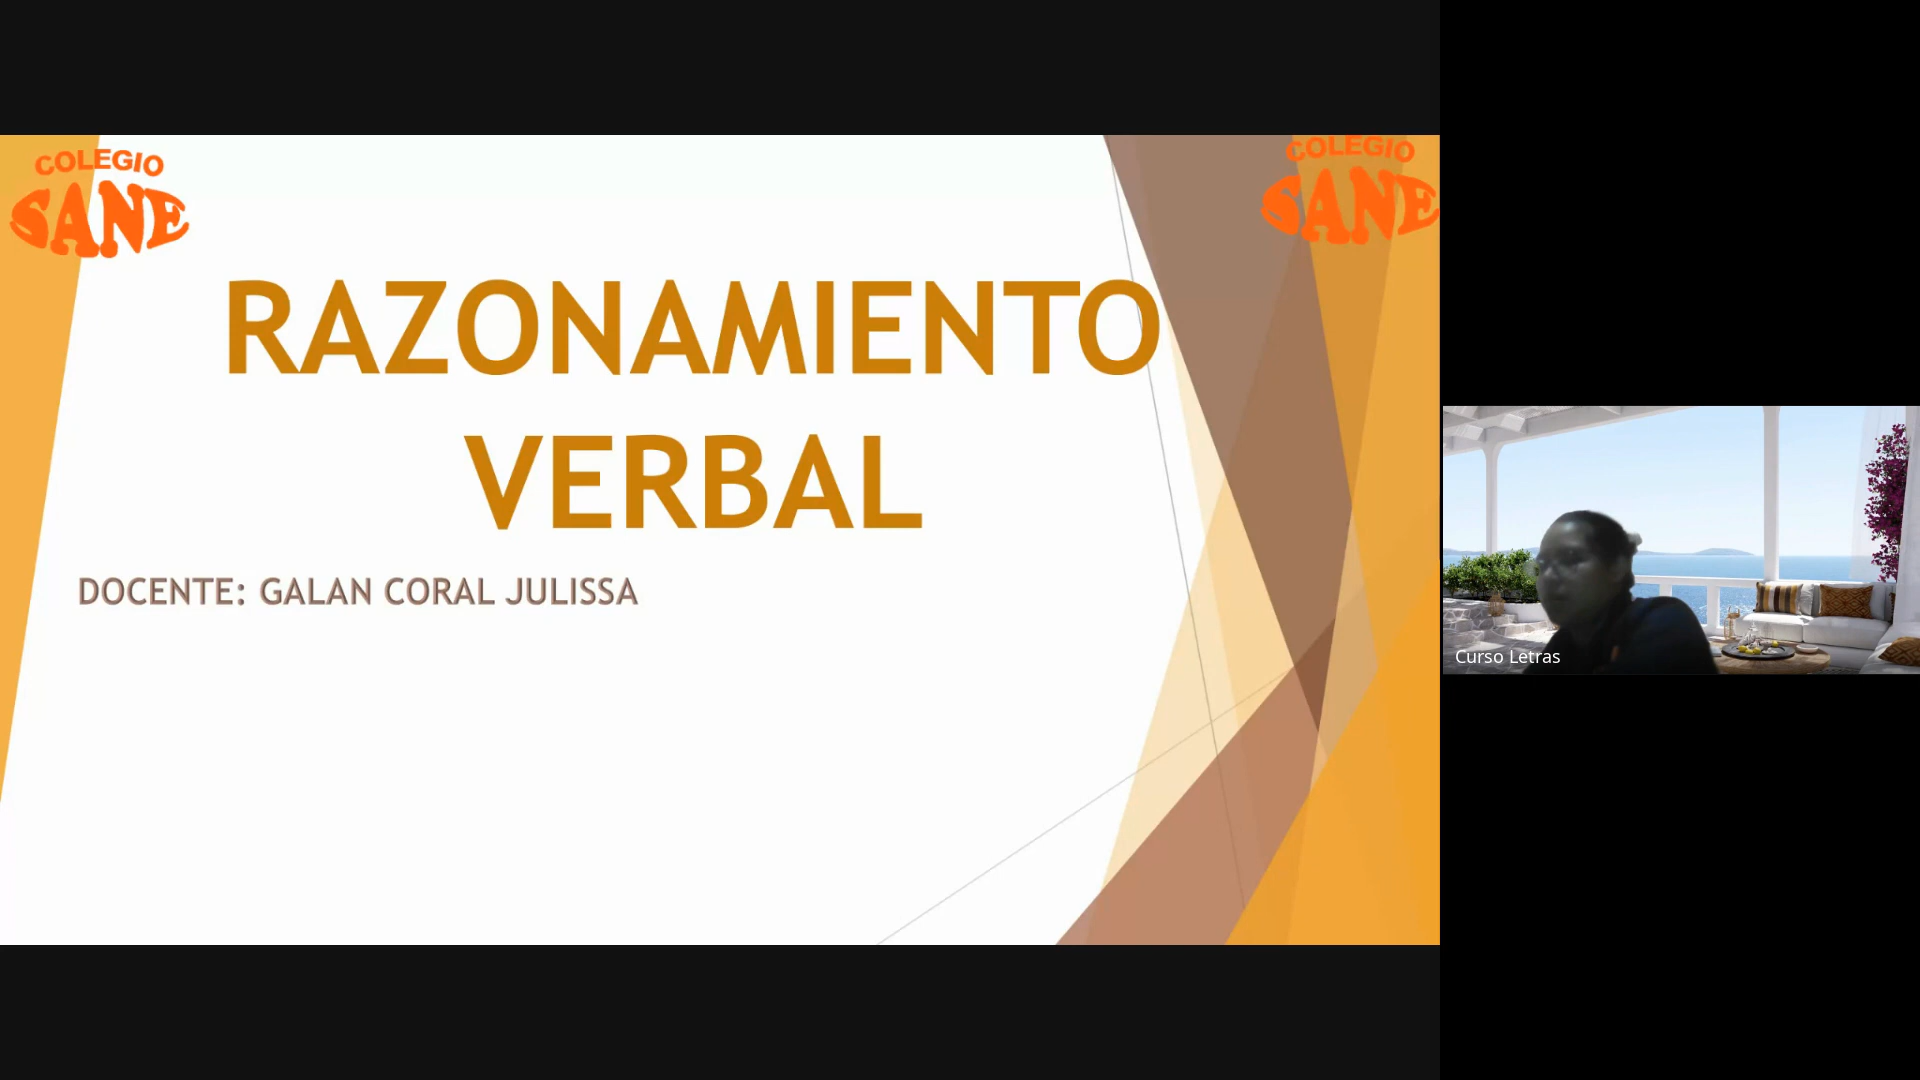 COLEGIO
SANE
COLEGIO
SANE
RAZONAMIENTO
VERBAL
DOCENTE: GALAN CORAL JULISSA
Curso Letras